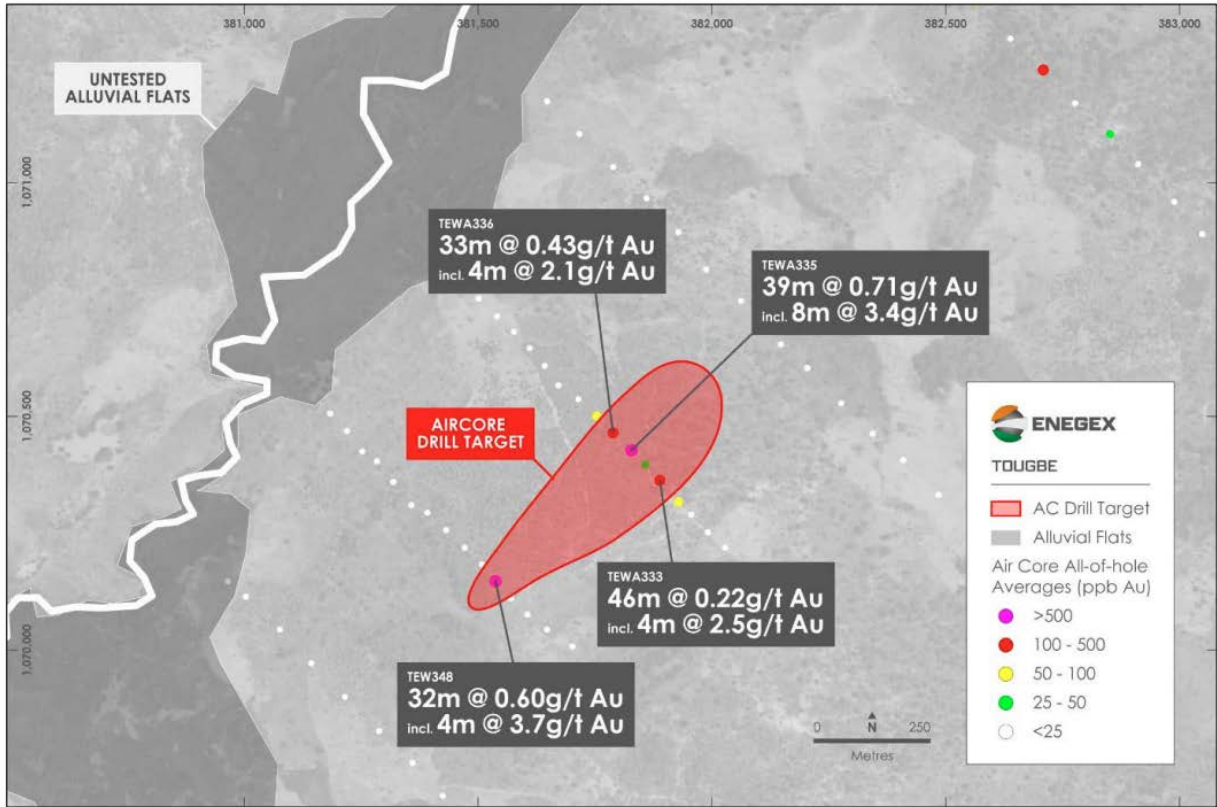 381,000
381,500
382,000
382,500
383,000
UNTESTED
ALLUVIAL FLATS
1,071,000
TEWA336
33m @ 0.43g/t Au
incl. 4m @ 2.1g/t Au
TEWA335
39m @ 0.71g/t Au
incl. 8m @ 3.4g/t Au
1,070,500
AIRCORE
DRILL TARGET
TEWA333
46m @ 0.22g/t Au
incl. 4m @ 2.5g/t Au
1,070,000
TEW348
32m @ 0.60g/t Au
incl. 4m @ 3.7g/t Au
0
N
250
Metres
ENEGEX
TOUGBE
AC Drill Target
Alluvial Flats
Air Core All-of-hole
Averages (ppb Au)
>500
100 - 500
50 - 100
25 - 50
<25